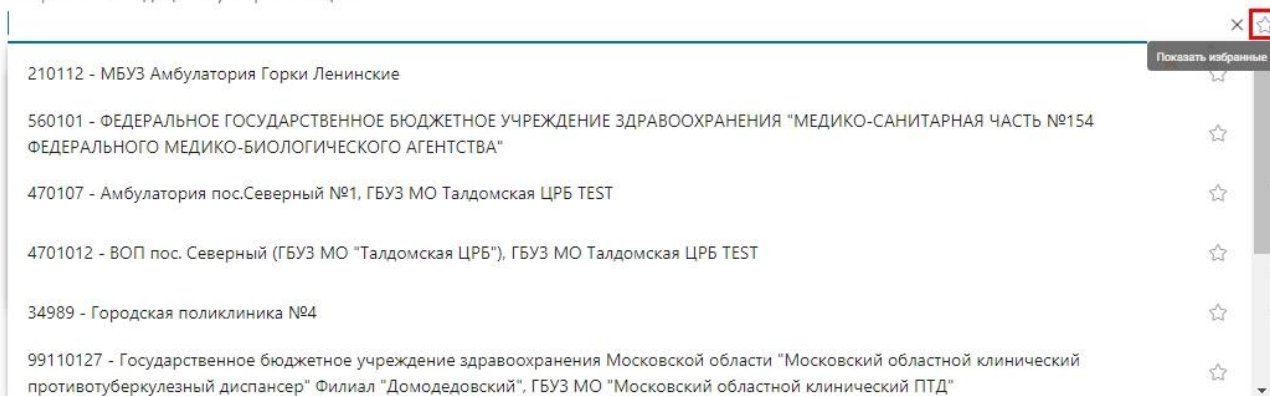 Показать избранные
210112 - МБУЗ Амбулатория Горки Ленинские
560101 - ФЕДЕРАЛЬНОЕ ГОСУДАРСТВЕННОЕ БЮДЖЕТНОЕ УЧРЕЖДЕНИЕ ЗДРАВООХРАНЕНИЯ "МЕДИКО-САНИТАРНАЯ ЧАСТЬ №154
ФЕДЕРАЛЬНОГО МЕДИКО-БИОЛОГИЧЕСКОГО АГЕНТСТВА"
470107 - Амбулатория пос.Северный №1, ГБУЗ МО Талдомская ЦРБ TEST
4701012 - ВОП пос. Северный (ГБУЗ МО "Талдомская ЦРБ"), ГБУЗ МО Талдомская ЦРБ TEST
34989 - Городская поликлиника №4
99110127 - Государственное бюджетное учреждение здравоохранения Московской области "Московский областной клинический
противотуберкулезный диспансер" Филиал "Домодедовский", ГБУЗ МО "Московский областной клинический ПТД"